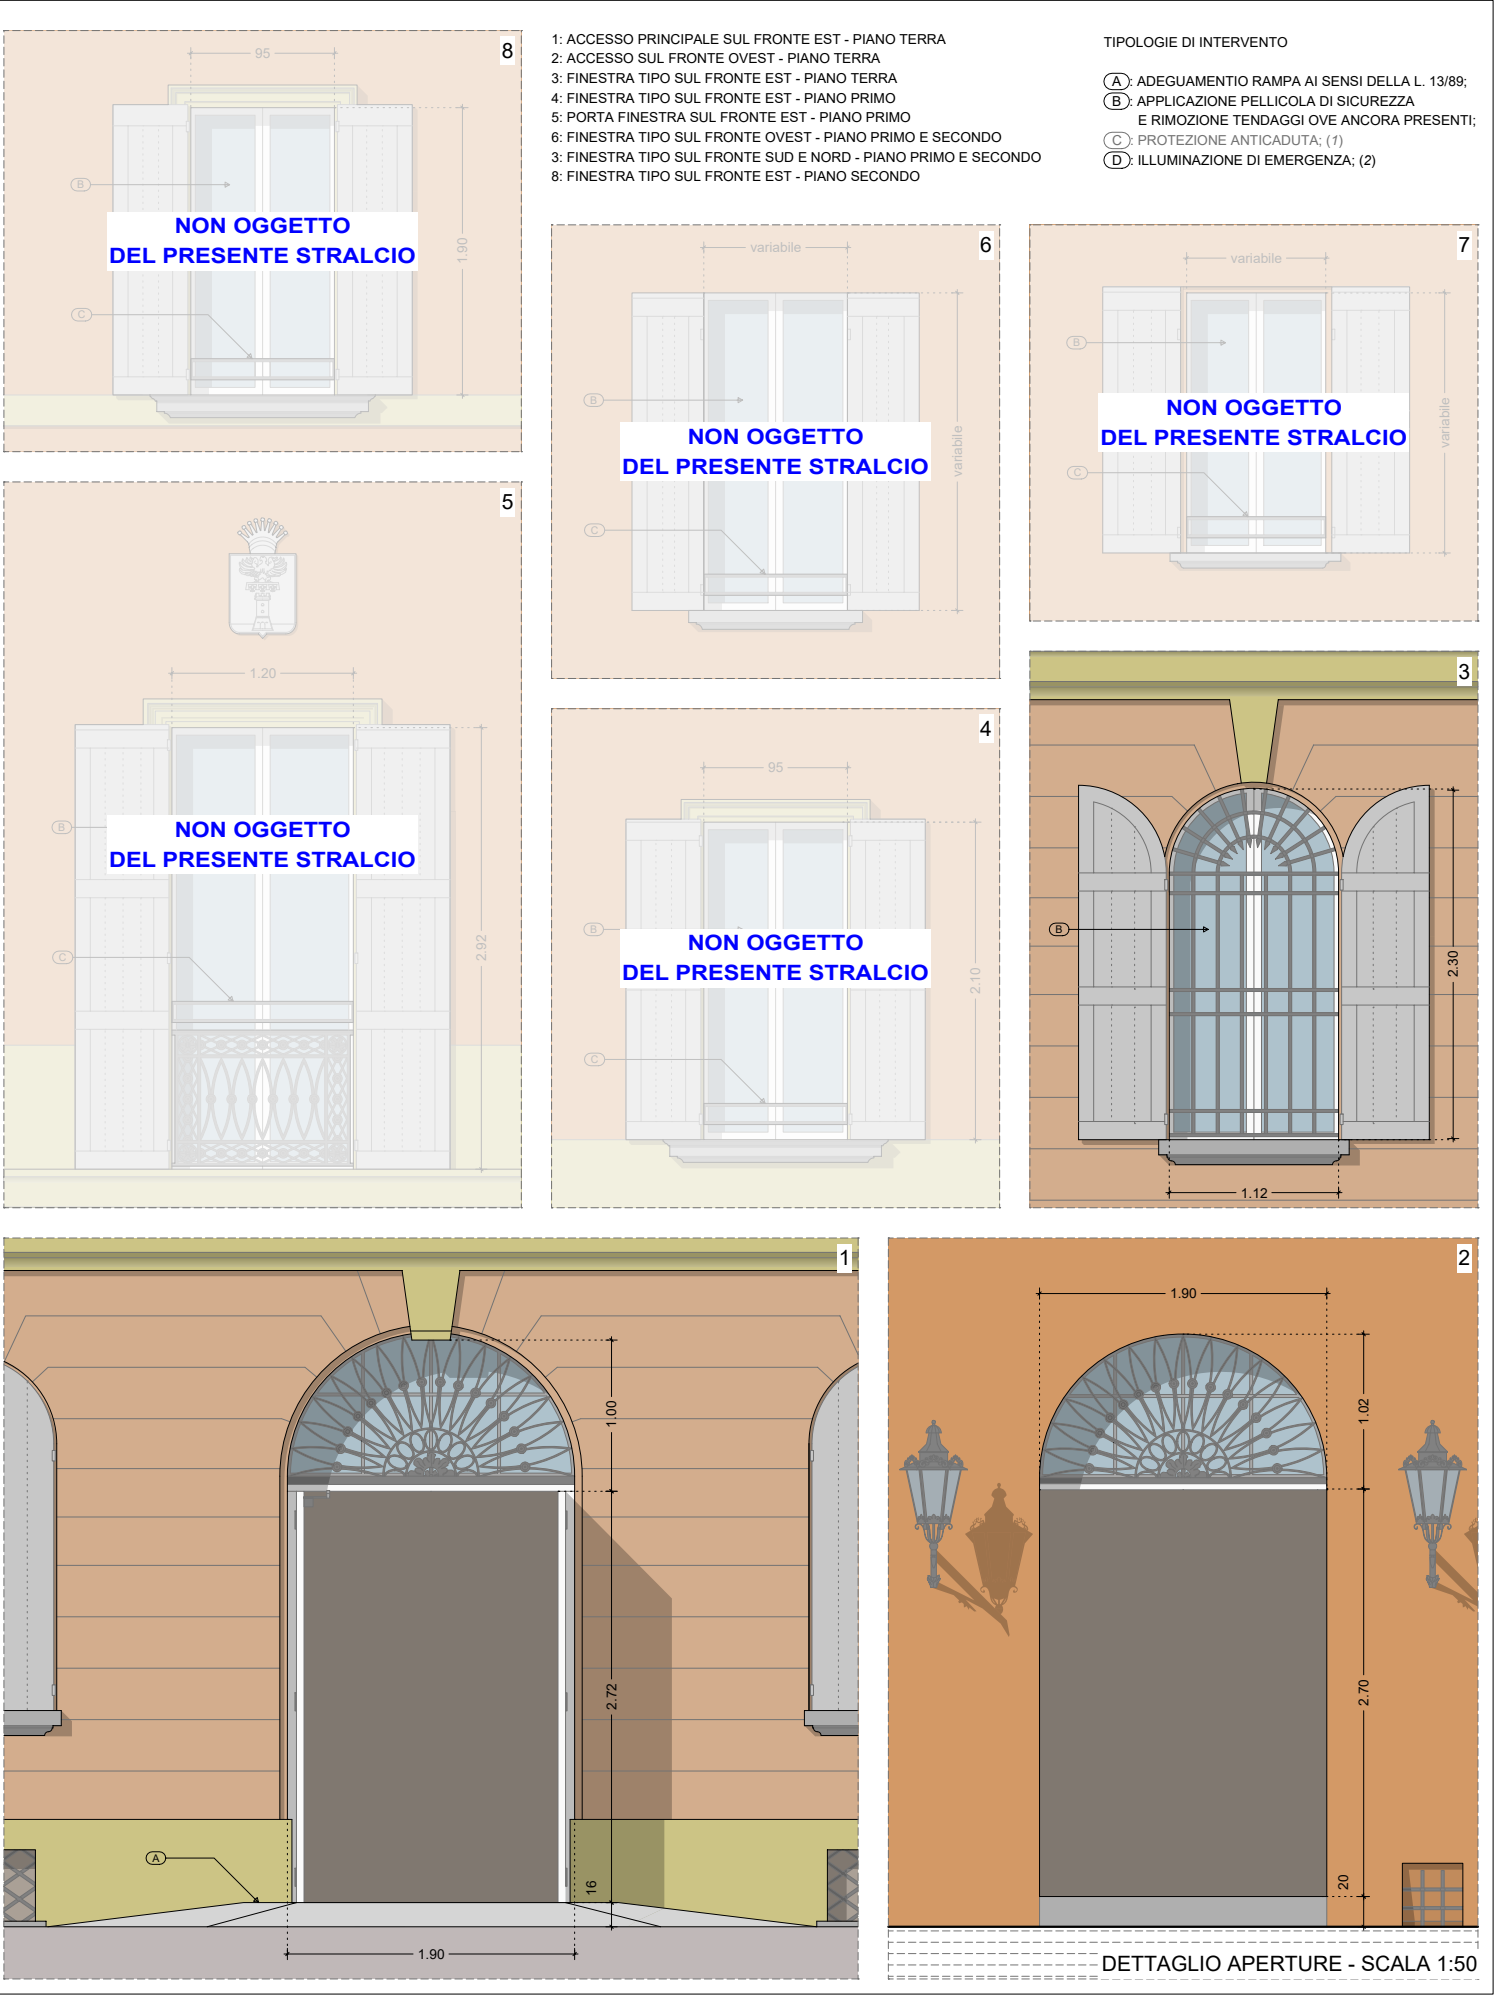 1: ACCESSO PRINCIPALE SUL FRONTE EST - PIANO TERRA
2: ACCESSO SUL FRONTE OVEST - PIANO TERRA
3: FINESTRA TIPO SUL FRONTE EST - PIANO TERRA
4: FINESTRA TIPO SUL FRONTE EST - PIANO PRIMO
5: PORTA FINESTRA SUL FRONTE EST - PIANO PRIMO
6: FINESTRA TIPO SUL FRONTE OVEST - PIANO PRIMO E SECONDO
3: FINESTRA TIPO SUL FRONTE SUD E NORD - PIANO PRIMO E SECONDO
8: FINESTRA TIPO SUL FRONTE EST - PIANO SECONDO
TIPOLOGIE DI INTERVENTO
A: ADEGUAMENTIO RAMPA AI SENSI DELLA L. 13/89;
B: APPLICAZIONE PELLICOLA DI SICUREZZA
E RIMOZIONE TENDAGGI OVE ANCORA PRESENTI;
C: PROTEZIONE ANTICADUTA; (1)
D: ILLUMINAZIONE DI EMERGENZA; (2)
8
95
B
NON OGGETTO
DEL PRESENTE STRALCIO
1.90
C
6
variabile
B
NON OGGETTO
DEL PRESENTE STRALCIO
variabile
C
7
variabile
B
NON OGGETTO
DEL PRESENTE STRALCIO
variabile
C
5
1.20
B
NON OGGETTO
DEL PRESENTE STRALCIO
2.92
C
4
95
B
NON OGGETTO
DEL PRESENTE STRALCIO
2.10
C
3
B
2.30
1.12
1
1.00
2.72
A
16
1.90
2
1.90
1.02
2.70
20
DETTAGLIO APERTURE - SCALA 1:50